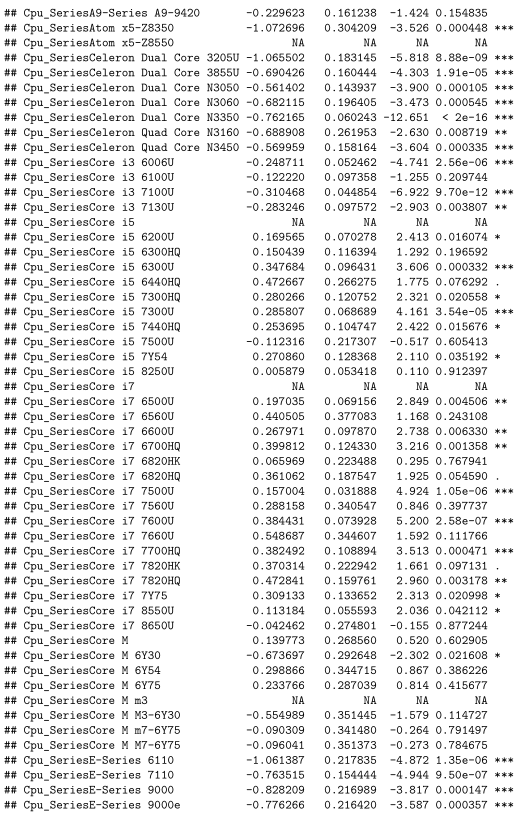 ## Cpu_SeriesA9-Series A9-9420 -0.229623 0.161238 -1.424 0.154835
## Cpu_SeriesAtom x5-Z8350 -1.072696 0.304209 -3.526 0.000448 ***
## Cpu_SeriesAtom x5-Z8550 NA NA NA NA
## Cpu_SeriesCeleron Dual Core 3205U -1.065502 0.183145 -5.818 8.88e-09 ***
## Cpu_SeriesCeleron Dual Core 3855U -0.690426 0.160444 -4.303 1.91e-05 ***
## Cpu_SeriesCeleron Dual Core N3050 -0.561402 0.143937 -3.900 0.000105 ***
## Cpu_SeriesCeleron Dual Core N3060 -0.682115 0.196405 -3.473 0.000545 ***
## Cpu_SeriesCeleron Dual Core N3350 -0.762165 0.060243 -12.651 < 2e-16 ***
## Cpu_SeriesCeleron Quad Core N3160 -0.688908 0.261953 -2.630 0.008719 **
## Cpu_SeriesCeleron Quad Core N3450 -0.569959 0.158164 -3.604 0.000335 ***
## Cpu_SeriesCore i3 6006U -0.248711 0.052462 -4.741 2.56e-06 ***
## Cpu_SeriesCore i3 6100U -0.122220 0.097358 -1.255 0.209744
## Cpu_SeriesCore i3 7100U -0.310468 0.044854 -6.922 9.70e-12 ***
## Cpu_SeriesCore i3 7130U -0.283246 0.097572 -2.903 0.003807 **
## Cpu_SeriesCore i5 NA NA NA NA
## Cpu_SeriesCore i5 6200U 0.169565 0.070278 2.413 0.016074 *
## Cpu_SeriesCore i5 6300HQ 0.150439 0.116394 1.292 0.196592
## Cpu_SeriesCore i5 6300U 0.347684 0.096431 3.606 0.000332 ***
## Cpu_SeriesCore i5 6440HQ 0.472667 0.266275 1.775 0.076292 .
## Cpu_SeriesCore i5 7300HQ 0.280266 0.120752 2.321 0.020558 *
## Cpu_SeriesCore i5 7300U 0.285807 0.068689 4.161 3.54e-05 ***
## Cpu_SeriesCore i5 7440HQ 0.253695 0.104747 2.422 0.015676 *
## Cpu_SeriesCore i5 7500U -0.112316 0.217307 -0.517 0.605413
## Cpu_SeriesCore i5 7Y54 0.270860 0.128368 2.110 0.035192 *
## Cpu_SeriesCore i5 8250U 0.005879 0.053418 0.110 0.912397
## Cpu_SeriesCore i7 NA NA NA NA
## Cpu_SeriesCore i7 6500U 0.197035 0.069156 2.849 0.004506 **
## Cpu_SeriesCore i7 6560U 0.440505 0.377083 1.168 0.243108
## Cpu_SeriesCore i7 6600U 0.267971 0.097870 2.738 0.006330 **
## Cpu_SeriesCore i7 6700HQ 0.399812 0.124330 3.216 0.001358 **
## Cpu_SeriesCore i7 6820HK 0.065969 0.223488 0.295 0.767941
## Cpu_SeriesCore i7 6820HQ 0.361062 0.187547 1.925 0.054590 .
## Cpu_SeriesCore i7 7500U 0.157004 0.031888 4.924 1.05e-06 ***
## Cpu_SeriesCore i7 7560U 0.288158 0.340547 0.846 0.397737
## Cpu_SeriesCore i7 7600U 0.384431 0.073928 5.200 2.58e-07 ***
## Cpu_SeriesCore i7 7660U 0.548687 0.344607 1.592 0.111766
## Cpu_SeriesCore i7 7700HQ 0.382492 0.108894 3.513 0.000471 ***
## Cpu_SeriesCore i7 7820HK 0.370314 0.222942 1.661 0.097131 .
## Cpu_SeriesCore i7 7820HQ 0.472841 0.159761 2.960 0.003178 **
## Cpu_SeriesCore i7 7Y75 0.309133 0.133652 2.313 0.020998 *
## Cpu_SeriesCore i7 8550U 0.113184 0.055593 2.036 0.042112 *
## Cpu_SeriesCore i7 8650U -0.042462 0.274801 -0.155 0.877244
## Cpu_SeriesCore M 0.139773 0.268560 0.520 0.602905
## Cpu_SeriesCore M 6Y30 -0.673697 0.292648 -2.302 0.021608 *
## Cpu_SeriesCore M 6Y54 0.298866 0.344715 0.867 0.386226
## Cpu_SeriesCore M 6Y75 0.233766 0.287039 0.814 0.415677
## Cpu_SeriesCore M m3 NA NA NA NA
## Cpu_SeriesCore M M3-6Y30 -0.554989 0.351445 -1.579 0.114727
## Cpu_SeriesCore M m7-6Y75 -0.090309 0.341480 -0.264 0.791497
## Cpu_SeriesCore M M7-6Y75 -0.096041 0.351373 -0.273 0.784675
## Cpu_SeriesE-Series 6110 -1.061387 0.217835 -4.872 1.35e-06 ***
## Cpu_SeriesE-Series 7110 -0.763515 0.154444 -4.944 9.50e-07 ***
## Cpu_SeriesE-Series 9000 -0.828209 0.216989 -3.817 0.000147 ***
## Cpu_SeriesE-Series 9000e -0.776266 0.216420 -3.587 0.000357 ***